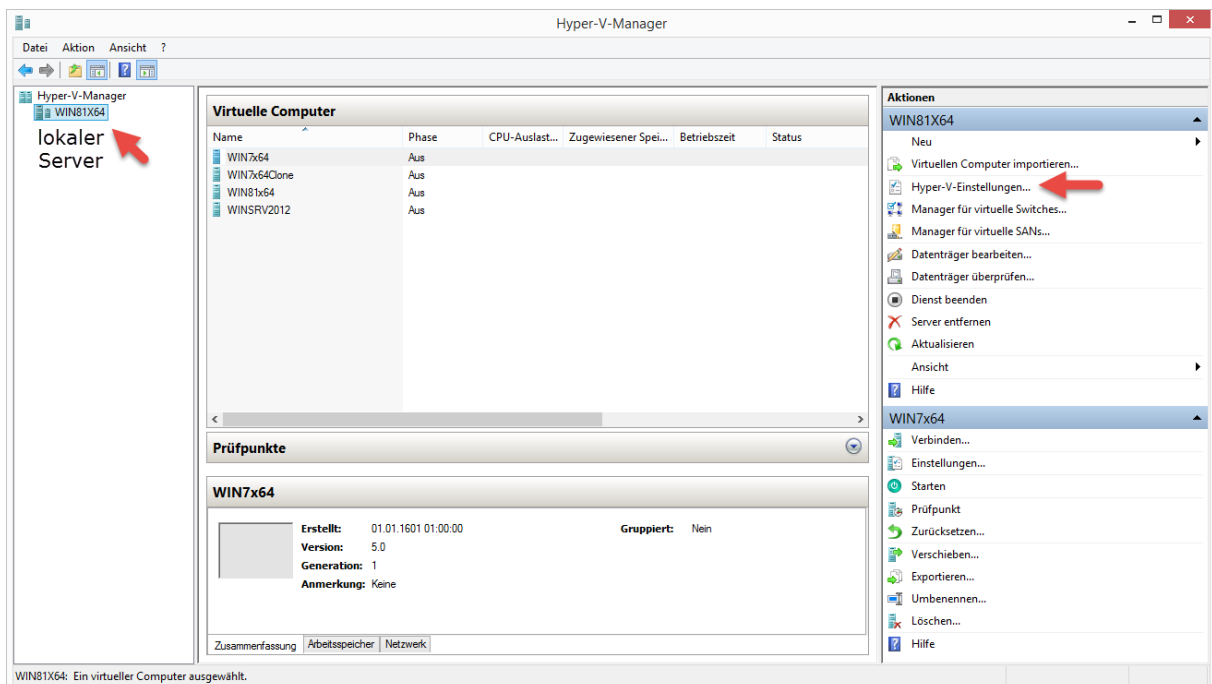 Hyper-V-Manager
Datei Aktion Ansicht ?
Hyper-V-Manager
WIN81X64
lokaler
Server
Virtuelle Computer
Name Phase CPU-Auslast... Zugewiesener Spei... Betriebszeit Status
WIN7x64 Aus
WIN7x64Clone Aus
WIN81x64 Aus
WINSRV2012 Aus
Prüfpunkte
WIN7x64
Erstellt: 01.01.1601 01:00:00 Gruppiert: Nein
Version: 5.0
Generation: 1
Anmerkung: Keine
Zusammenfassung Arbeitsspeicher Netzwerk
Aktionen
WIN81X64
Neu
Virtuellen Computer importieren...
Hyper-V-Einstellungen...
Manager für virtuelle Switches...
Manager für virtuelle SANs...
Datenträger bearbeiten...
Datenträger überprüfen...
Dienst beenden
Server entfernen
Aktualisieren
Ansicht
Hilfe
WIN7x64
Verbinden...
Einstellungen...
Starten
Prüfpunkt
Zurücksetzen...
Verschieben...
Exportieren...
Umbenennen...
Löschen...
Hilfe
WIN81X64: Ein virtueller Computer ausgewählt.